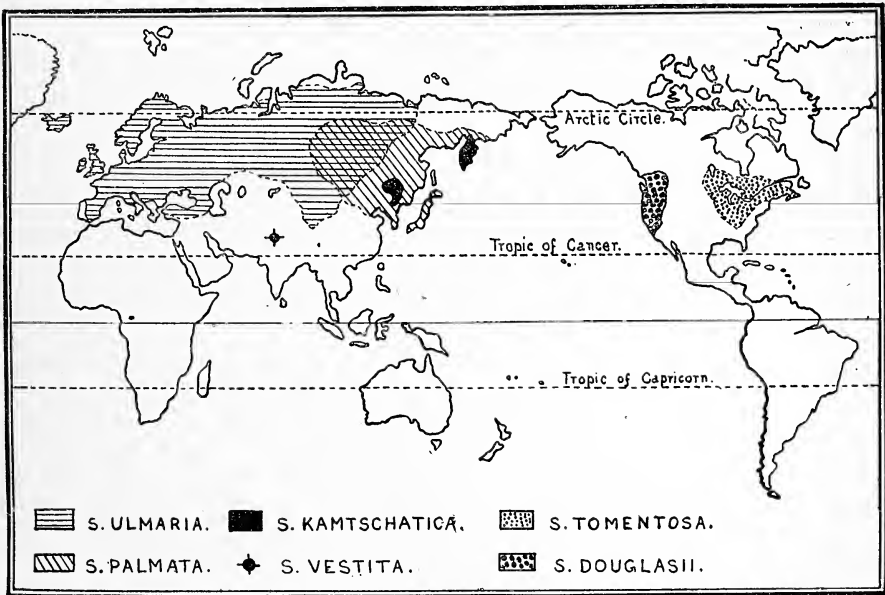 Arctic Circle.
Tropic of Cancer.
Tropic of Capricorn.
S. ULMARIA. S. KAMTSCHATICA. S. TOMENTOSA.
S. PALMATA. S. VESTITA. S. DOUGLASII.